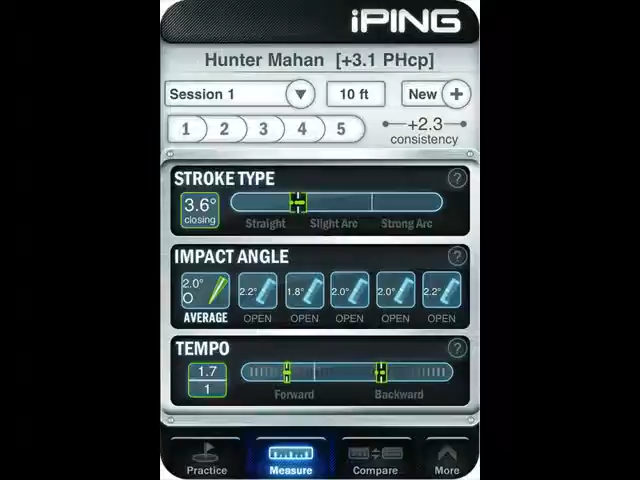 iPING
Hunter Mahan [+3.1 PHcp]
Session 1 10 ft New +
1 2 3 4 5 +2.3
consistency
STROKE TYPE ?
3.6°
closing
Straight Slight Arc Strong Arc
IMPACT ANGLE ?
2.0° O 2.2° 1.8° 2.0° 2.0° 2.2°
AVERAGE OPEN OPEN OPEN OPEN OPEN
TEMPO ?
1.7
1
Forward Backward
Practice Measure Compare More